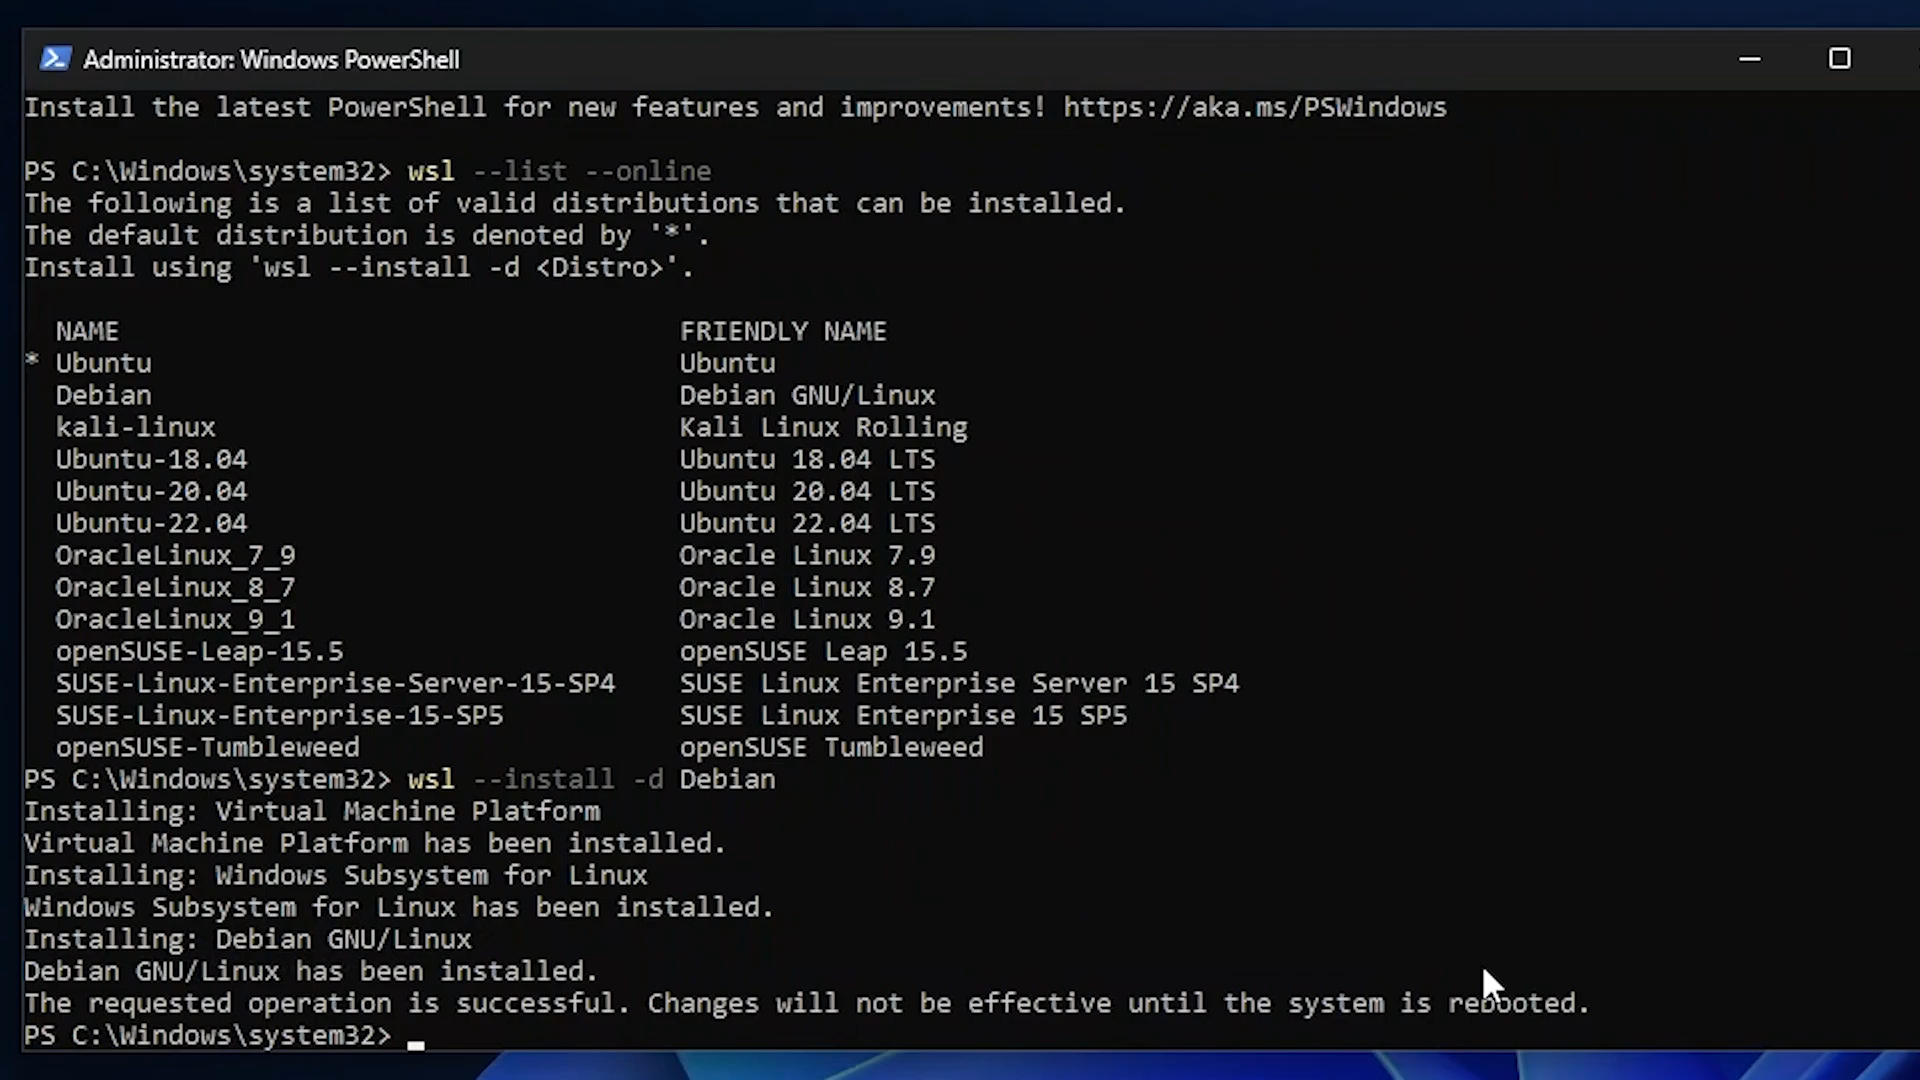 Administrator: Windows PowerShell
Install the latest PowerShell for new features and improvements! https://aka.ms/PSWindows
PS C:\Windows\system32> wsl --list --online
The following is a list of valid distributions that can be installed.
The default distribution is denoted by '*'.
Install using 'wsl --install -d <Distro>'.
NAME FRIENDLY NAME
* Ubuntu Ubuntu
Debian Debian GNU/Linux
kali-linux Kali Linux Rolling
Ubuntu-18.04 Ubuntu 18.04 LTS
Ubuntu-20.04 Ubuntu 20.04 LTS
Ubuntu-22.04 Ubuntu 22.04 LTS
OracleLinux_7_9 Oracle Linux 7.9
OracleLinux_8_7 Oracle Linux 8.7
OracleLinux_9_1 Oracle Linux 9.1
openSUSE-Leap-15.5 openSUSE Leap 15.5
SUSE-Linux-Enterprise-Server-15-SP4 SUSE Linux Enterprise Server 15 SP4
SUSE-Linux-Enterprise-15-SP5 SUSE Linux Enterprise 15 SP5
openSUSE-Tumbleweed openSUSE Tumbleweed
PS C:\Windows\system32> wsl --install -d Debian
Installing: Virtual Machine Platform
Virtual Machine Platform has been installed.
Installing: Windows Subsystem for Linux
Windows Subsystem for Linux has been installed.
Installing: Debian GNU/Linux
Debian GNU/Linux has been installed.
The requested operation is successful. Changes will not be effective until the system is rebooted.
PS C:\Windows\system32>